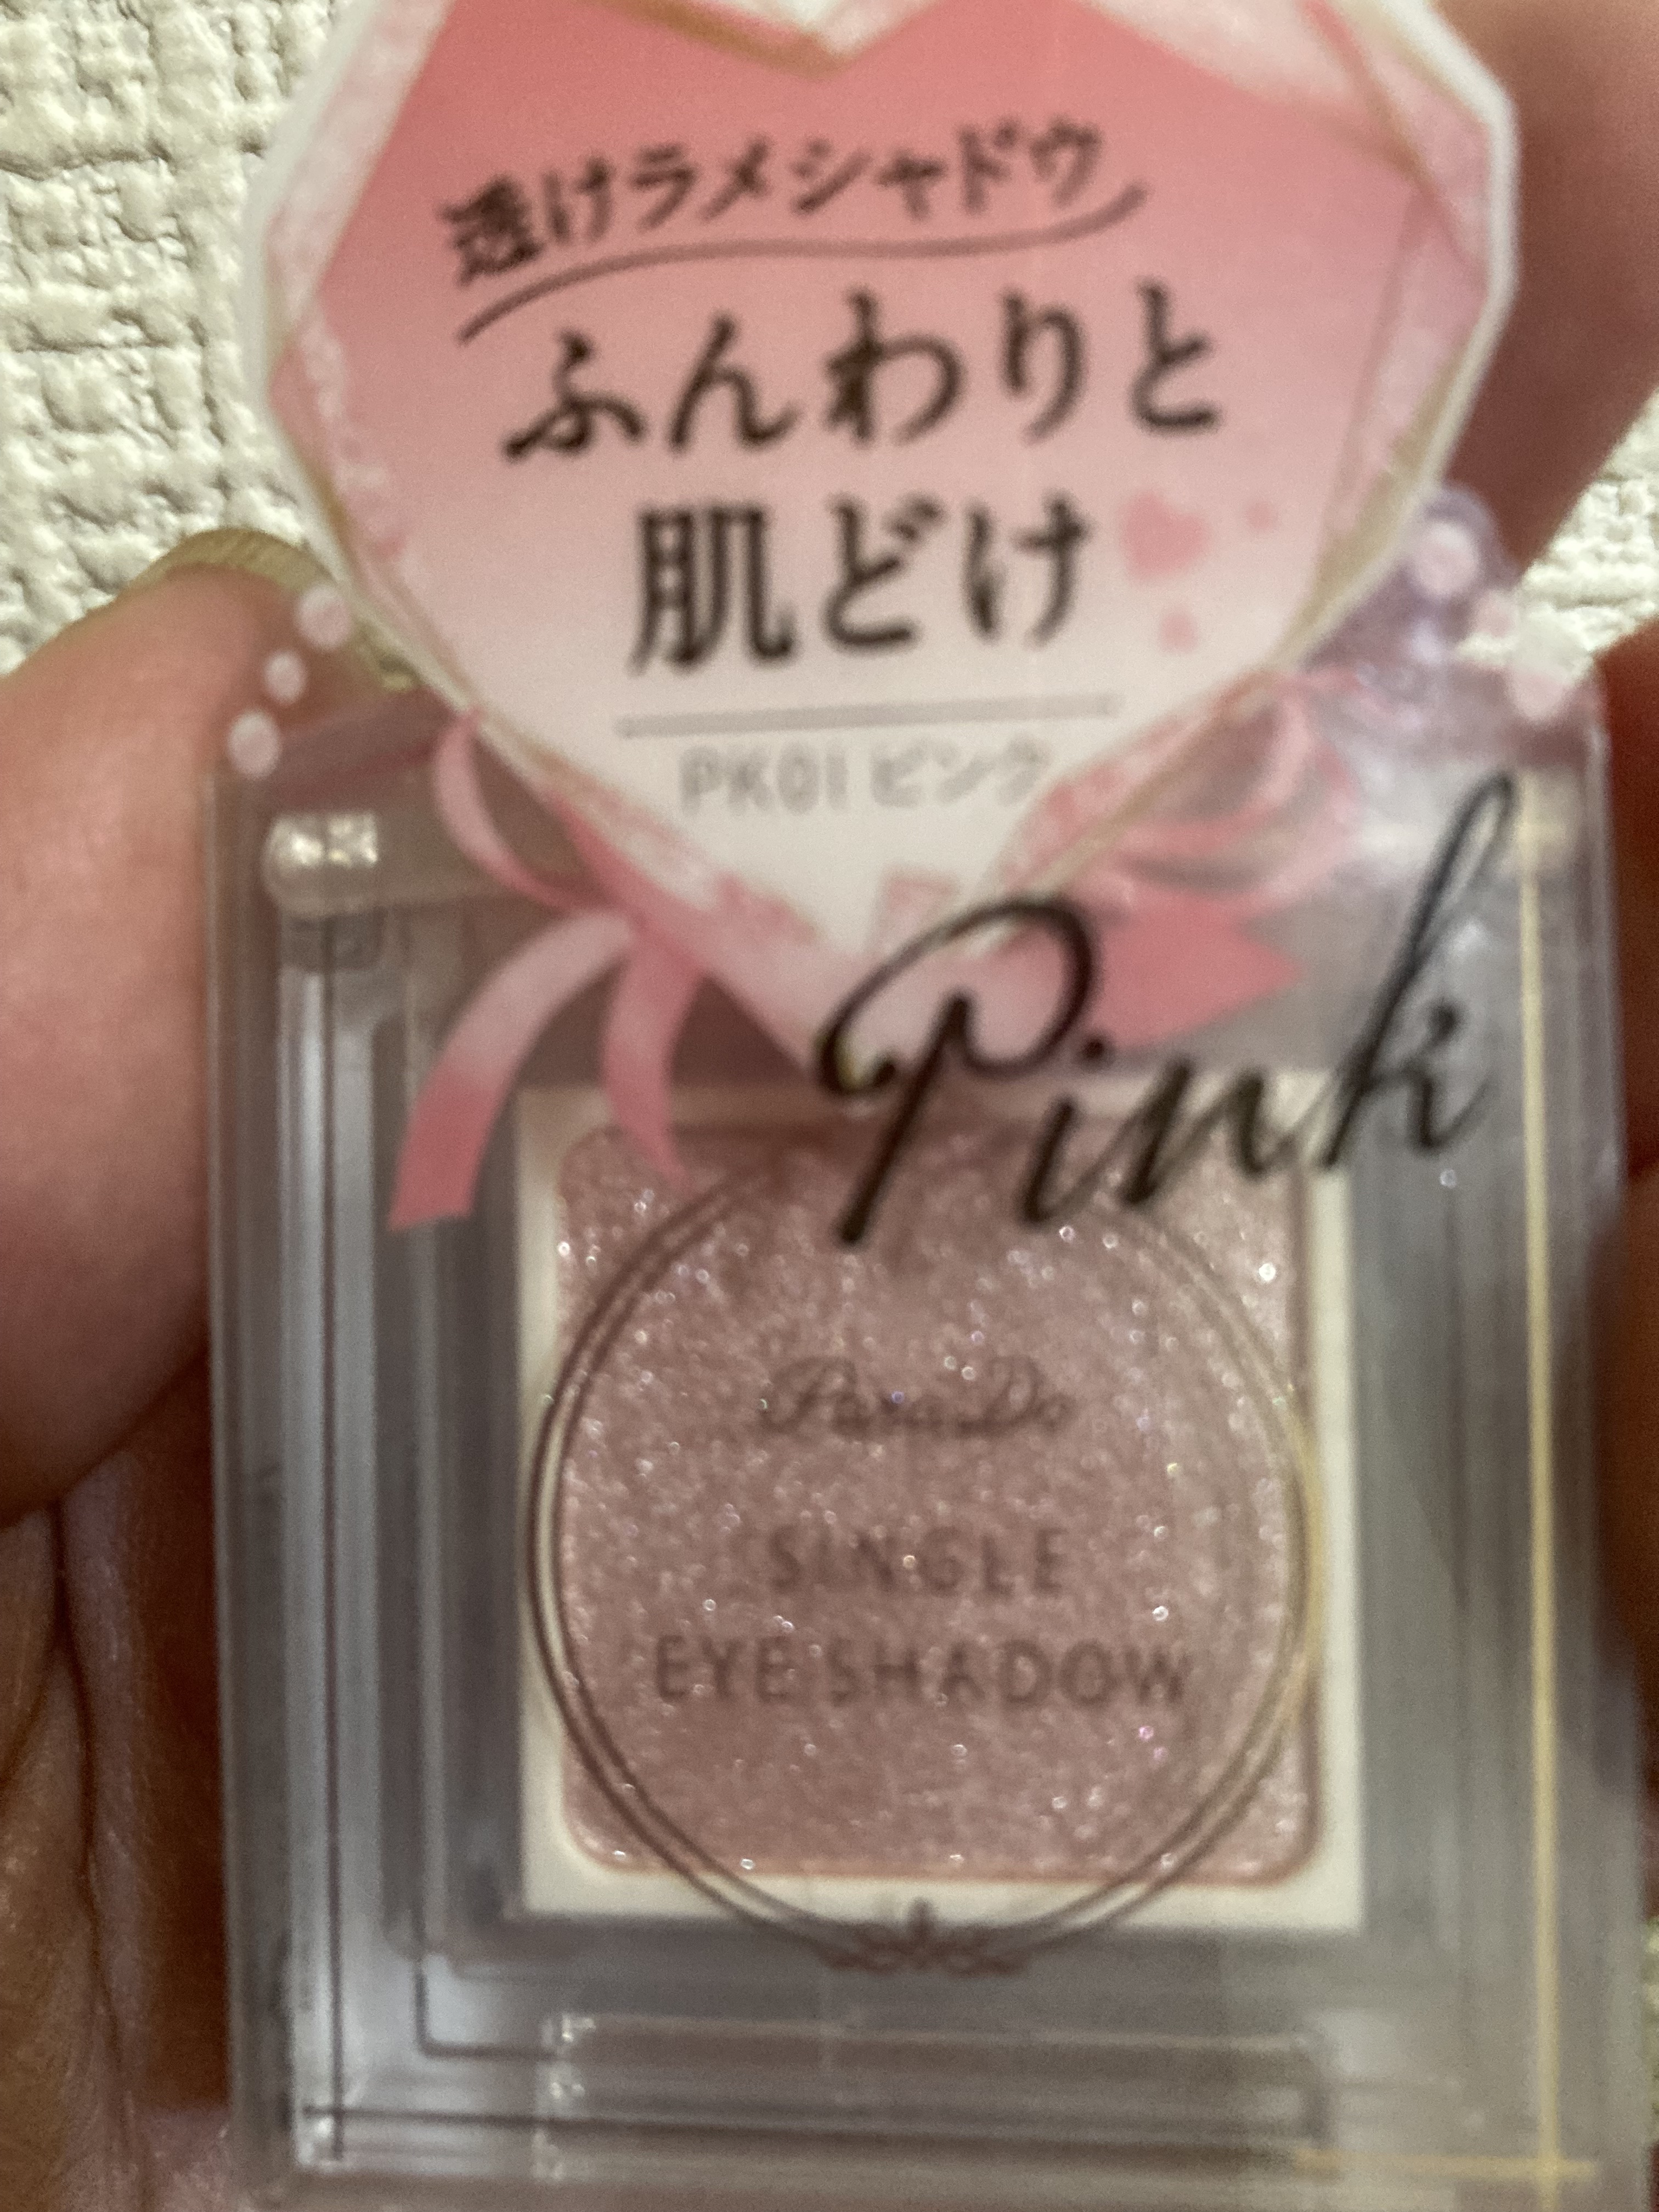 透けラメシャドウ
ふんわりと
肌どけ
PK01 ピンク
Pink
ParaDo
SINGLE
EYE SHADOW